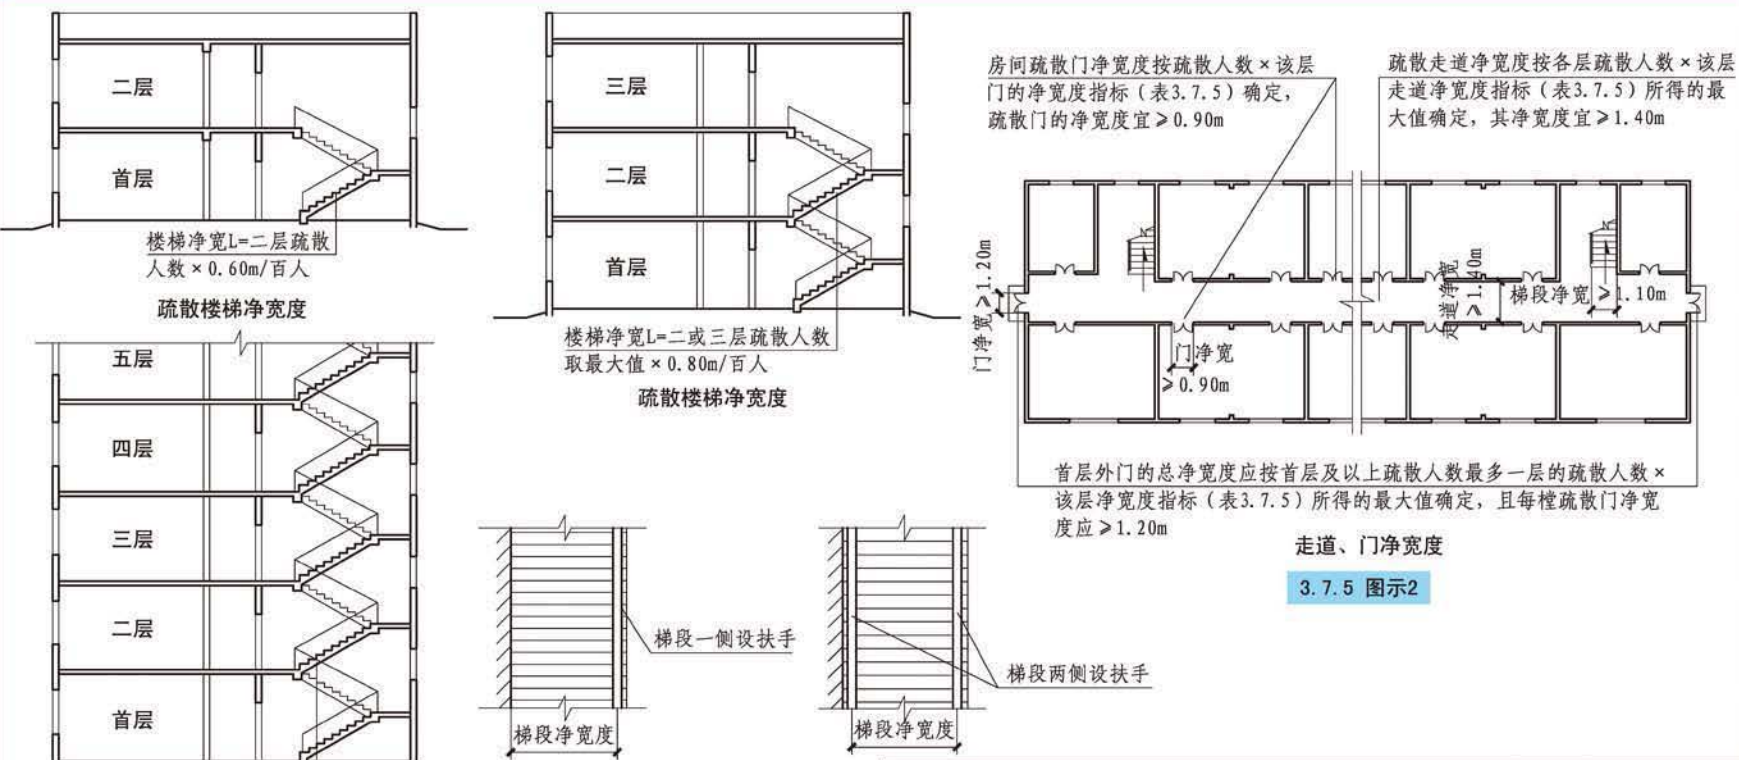 二层
首层
楼梯净宽L=二层疏散
人数×0.60m/百人
疏散楼梯净宽度
三层
二层
首层
楼梯净宽L=二或三层疏散人数
取最大值×0.80m/百人
疏散楼梯净宽度
房间疏散门净宽度按疏散人数×该层
门的净宽度指标(表3.7.5)确定,
疏散门的净宽度宜≥0.90m
疏散走道净宽度按各层疏散人数×该层
走道净宽度指标(表3.7.5)所得的最
大值确定, 其净宽度宜≥1.40m
门净宽≥1.20m
走道净宽
≥1.40m
梯段净宽≥1.10m
门净宽
≥0.90m
首层外门的总净宽度应按首层及以上疏散人数最多一层的疏散人数×
该层净宽度指标(表3.7.5)所得的最大值确定, 且每樘疏散门净宽
度应≥1.20m
走道、门净宽度
3.7.5 图示2
五层
四层
三层
二层
首层
梯段一侧设扶手
梯段净宽度
梯段两侧设扶手
梯段净宽度